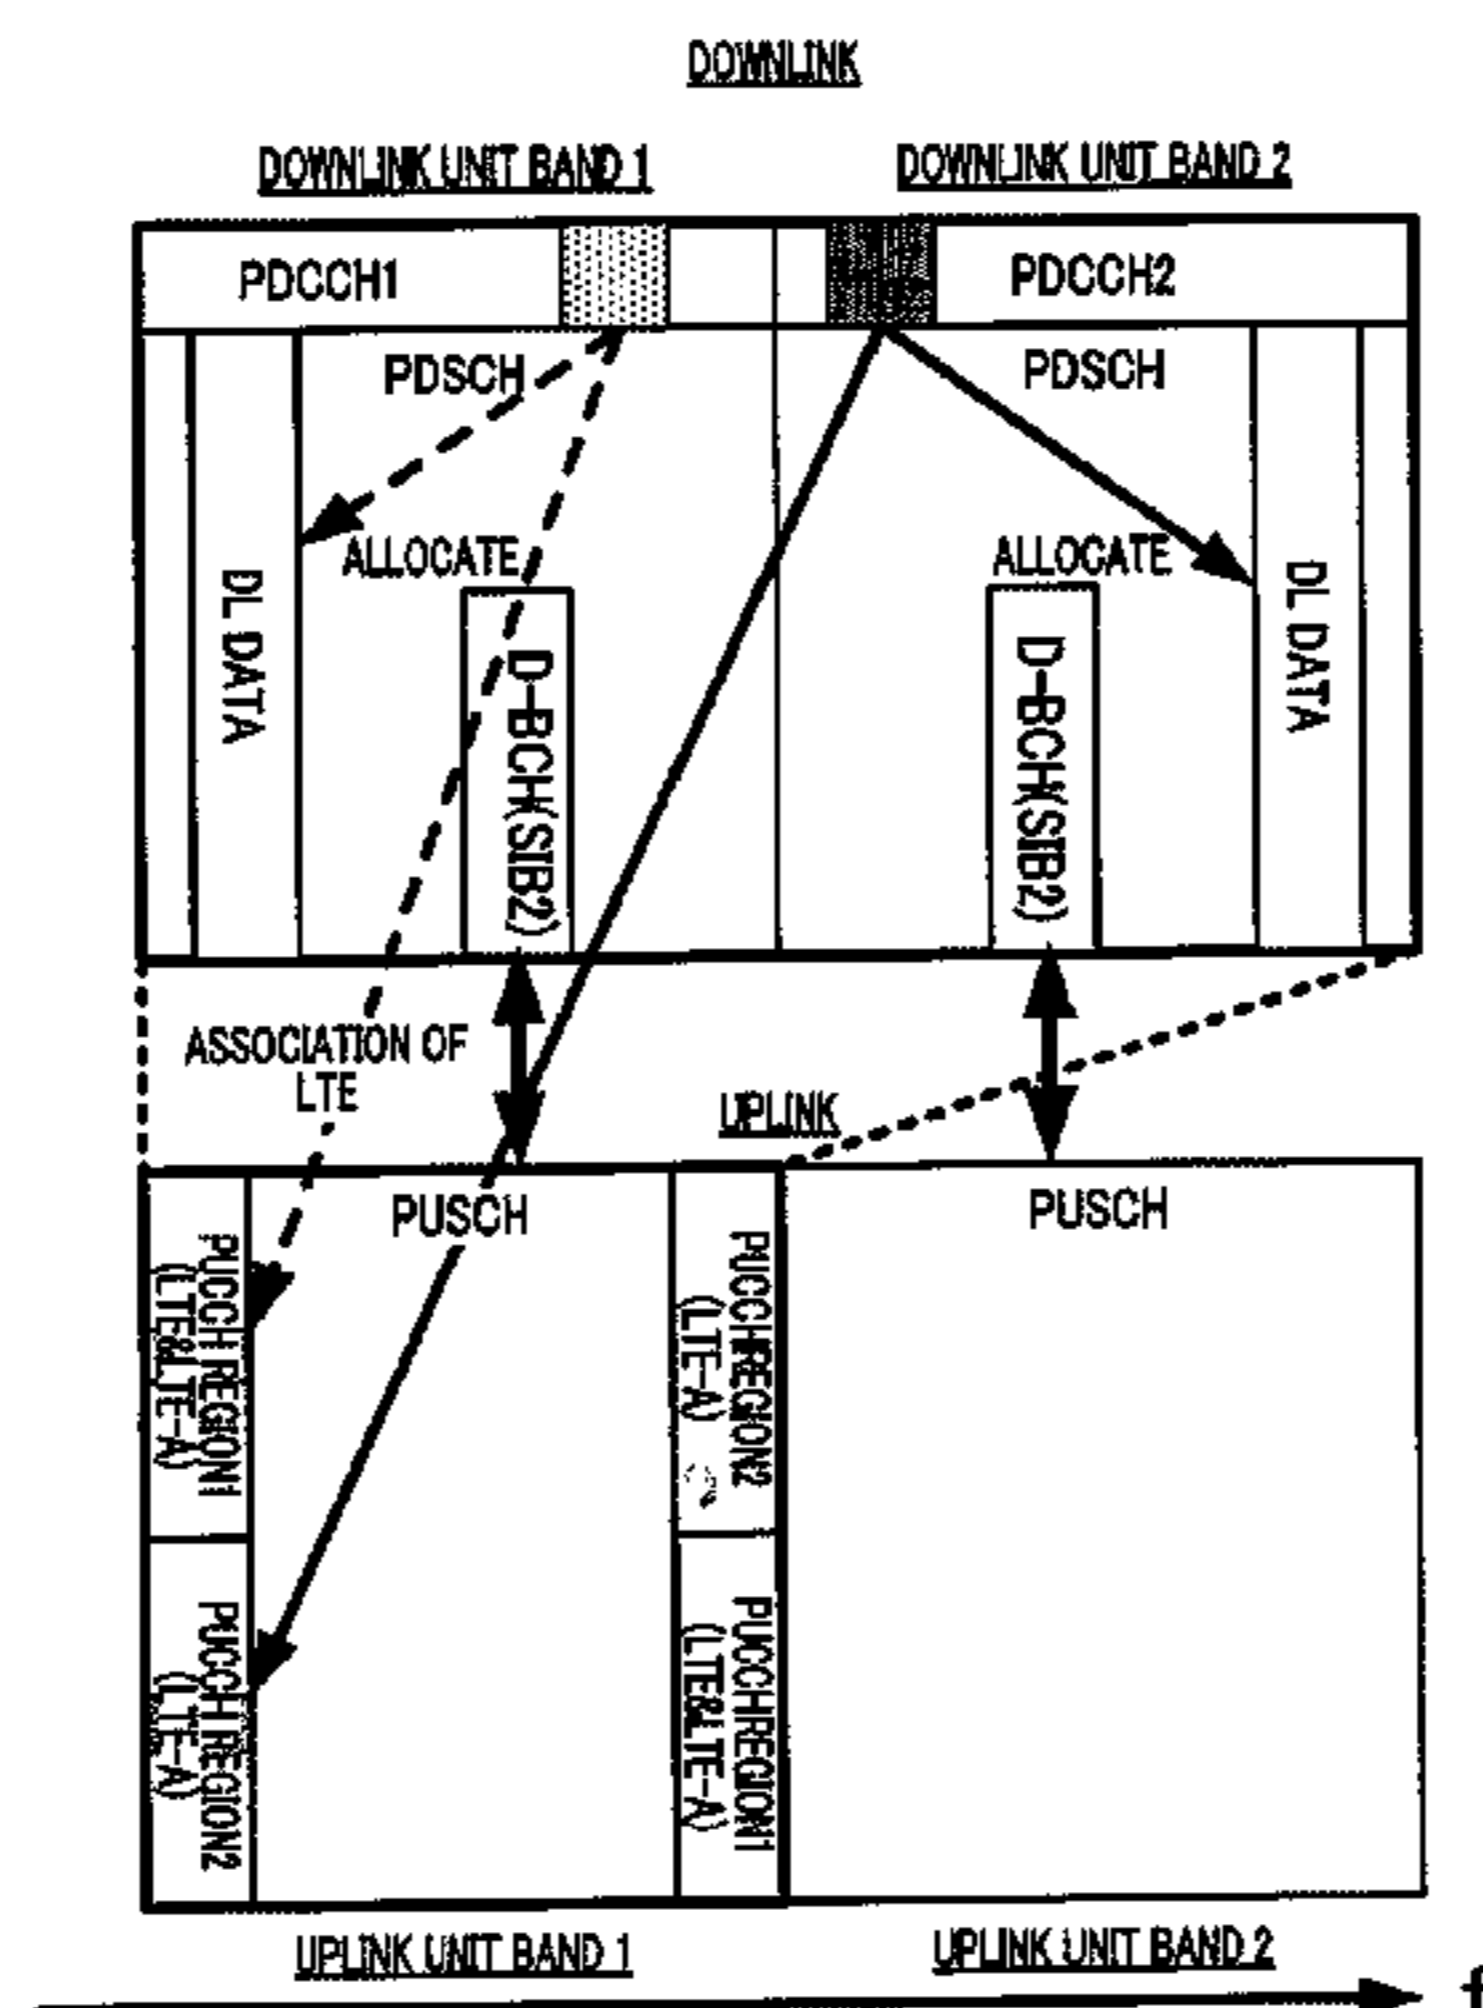 DOWNLINK
DOWNLINK UNIT BAND 1
DOWNLINK UNIT BAND 2
PDCCH1
PDCCH2
PDSCH
PDSCH
ALLOCATE
ALLOCATE
DL DATA
D-BCH(SIB2)
D-BCH(SIB2)
DL DATA
ASSOCIATION OF
LTE
UPLINK
PUSCH
PUSCH
PUCCH REGION1
(LTE&LTE-A)
PUCCH REGION2
(LTE-A)
PUCCH REGION2
(LTE-A)
PUCCH REGION1
(LTE&LTE-A)
UPLINK UNIT BAND 1
UPLINK UNIT BAND 2
f